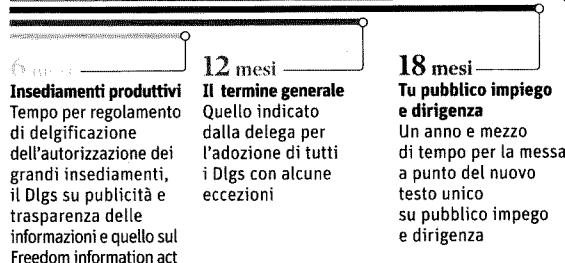 6 mesi
Insediamenti produttivi
Tempo per regolamento
di delgificazione
dell'autorizzazione dei
grandi insediamenti,
il Dlgs su publicità e
trasparenza delle
informazioni e quello sul
Freedom information act
12 mesi
Il termine generale
Quello indicato
dalla delega per
l'adozione di tutti
i Dlgs con alcune
eccezioni
18 mesi
Tu pubblico impiego
e dirigenza
Un anno e mezzo
di tempo per la messa
a punto del nuovo
testo unico
su pubblico impego
e dirigenza